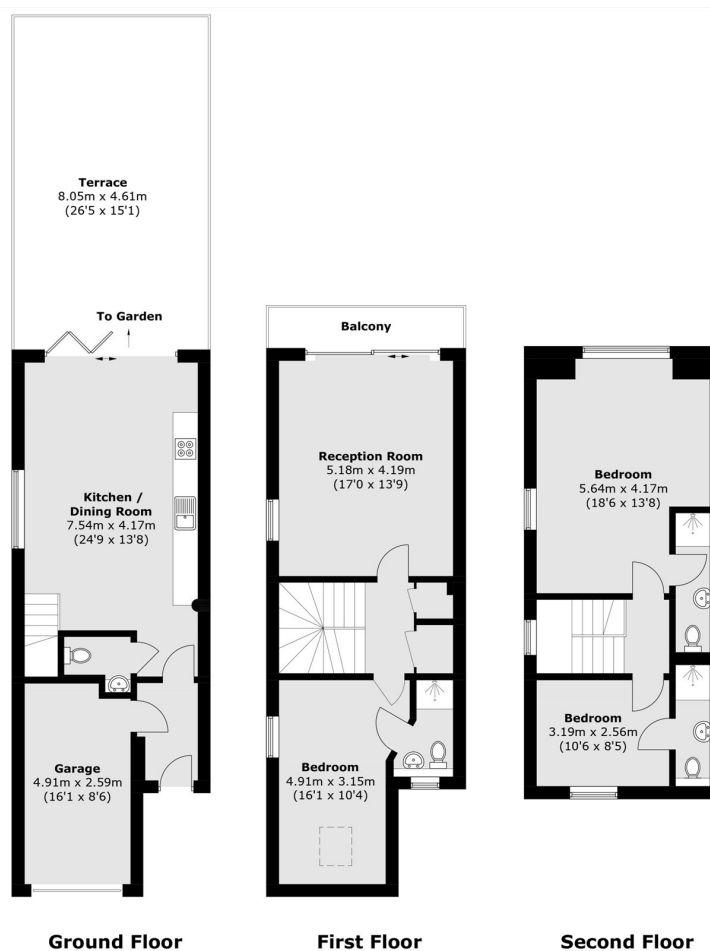 Terrace
8.05m x 4.61m
(26'5 x 15'1)
To Garden
Kitchen /
Dining Room
7.54m x 4.17m
(24'9 x 13'8)
Garage
4.91m x 2.59m
(16'1 x 8'6)
Ground Floor
Balcony
Reception Room
5.18m x 4.19m
(17'0 x 13'9)
Bedroom
4.91m x 3.15m
(16'1 x 10'4)
First Floor
Bedroom
5.64m x 4.17m
(18'6 x 13'8)
Bedroom
3.19m x 2.56m
(10'6 x 8'5)
Second Floor